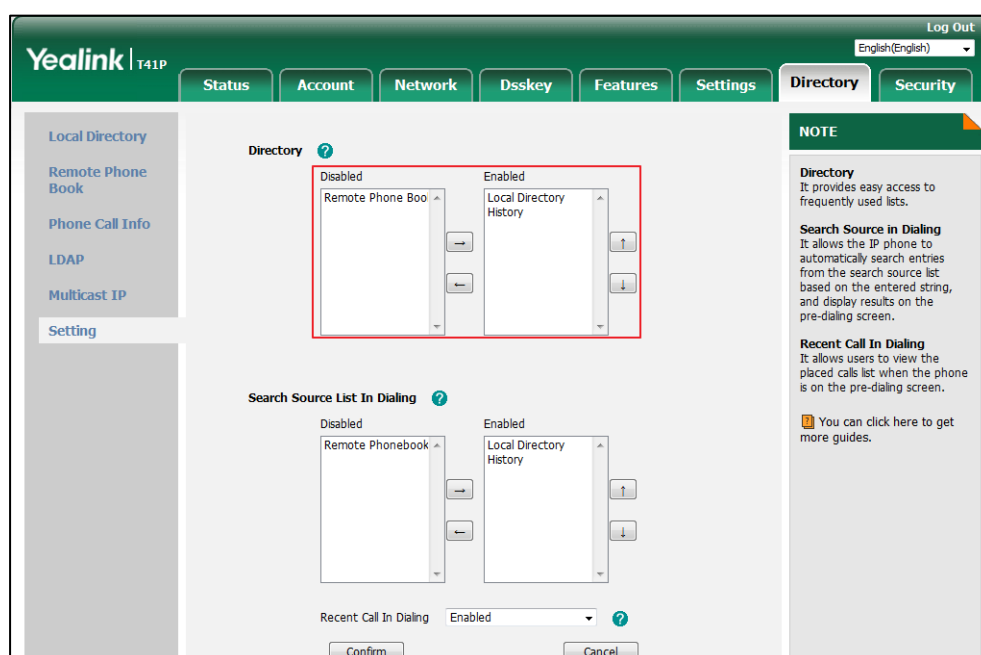 Log Out
English(English)
Yealink | T41P
Status Account Network Dsskey Features Settings Directory Security
Local Directory
Remote Phone
Book
Phone Call Info
LDAP
Multicast IP
Setting
Directory ?
Disabled Enabled
Remote Phone Boo
Local Directory
History
→
←
↑
↓
Search Source List In Dialing ?
Disabled Enabled
Remote Phonebook
Local Directory
History
→
←
↑
↓
Recent Call In Dialing Enabled ?
Confirm Cancel
NOTE
Directory
It provides easy access to
frequently used lists.
Search Source in Dialing
It allows the IP phone to
automatically search entries
from the search source list
based on the entered string,
and display results on the
pre-dialing screen.
Recent Call In Dialing
It allows users to view the
placed calls list when the phone
is on the pre-dialing screen.
? You can click here to get
more guides.